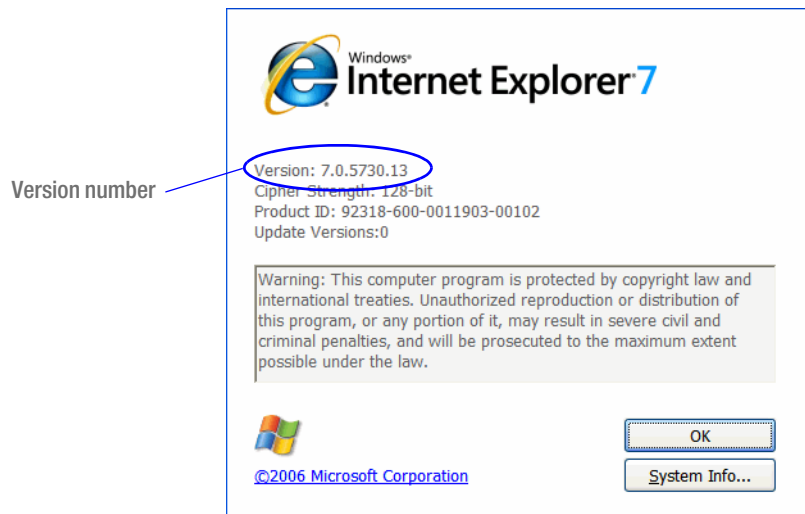 Windows®
Internet Explorer 7
Version: 7.0.5730.13
Version number
Cipher Strength: 128-bit
Product ID: 92318-600-0011903-00102
Update Versions:0
Warning: This computer program is protected by copyright law and
international treaties. Unauthorized reproduction or distribution of
this program, or any portion of it, may result in severe civil and
criminal penalties, and will be prosecuted to the maximum extent
possible under the law.
OK
©2006 Microsoft Corporation
System Info...